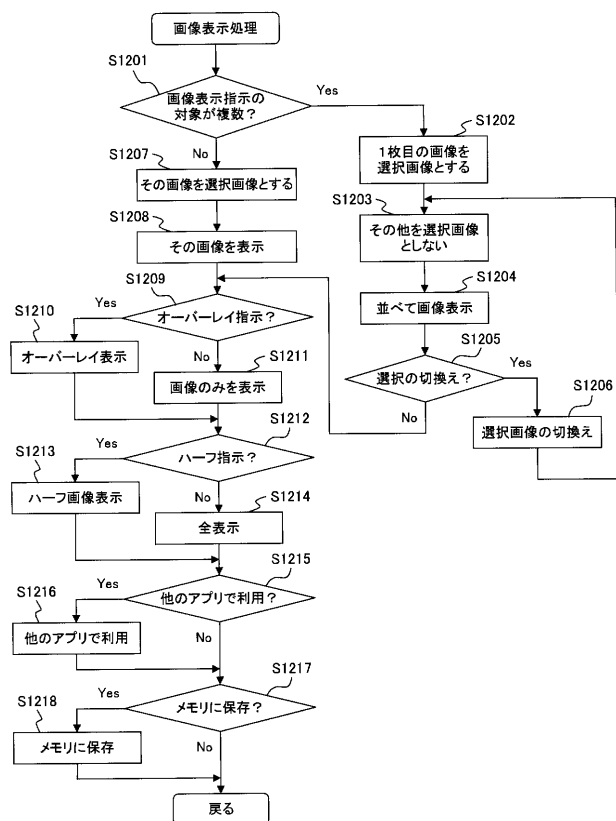 画像表示処理
S1201
画像表示指示の
対象が複数？
Yes
No
S1202
1枚目の画像を
選択画像とする
S1207
その画像を選択画像とする
S1203
その他を選択画像
としない
S1208
その画像を表示
S1204
並べて画像表示
S1209
オーバーレイ指示？
Yes
No
S1210
オーバーレイ表示
S1205
選択の切換え？
Yes
No
S1211
画像のみを表示
S1206
選択画像の切換え
S1212
ハーフ指示？
Yes
No
S1213
ハーフ画像表示
S1214
全表示
S1215
他のアプリで利用？
Yes
No
S1216
他のアプリで利用
S1217
メモリに保存？
Yes
No
S1218
メモリに保存
戻る